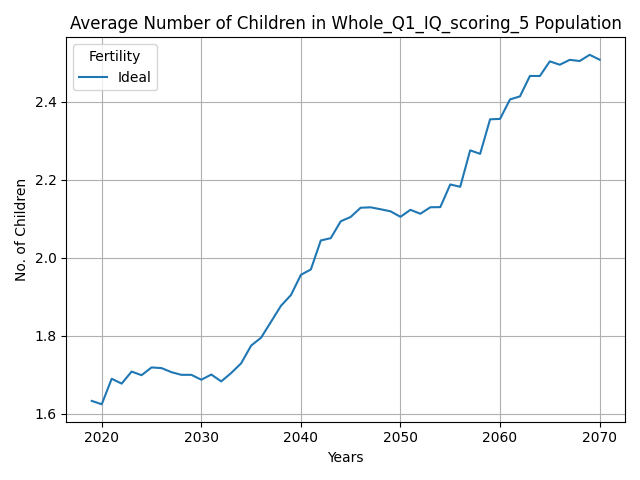 Average Number of Children in Whole_Q1_IQ_scoring_5 Population
Fertility
Ideal
No. of Children
2.4
2.2
2.0
1.8
1.6
2020 2030 2040 2050 2060 2070
Years